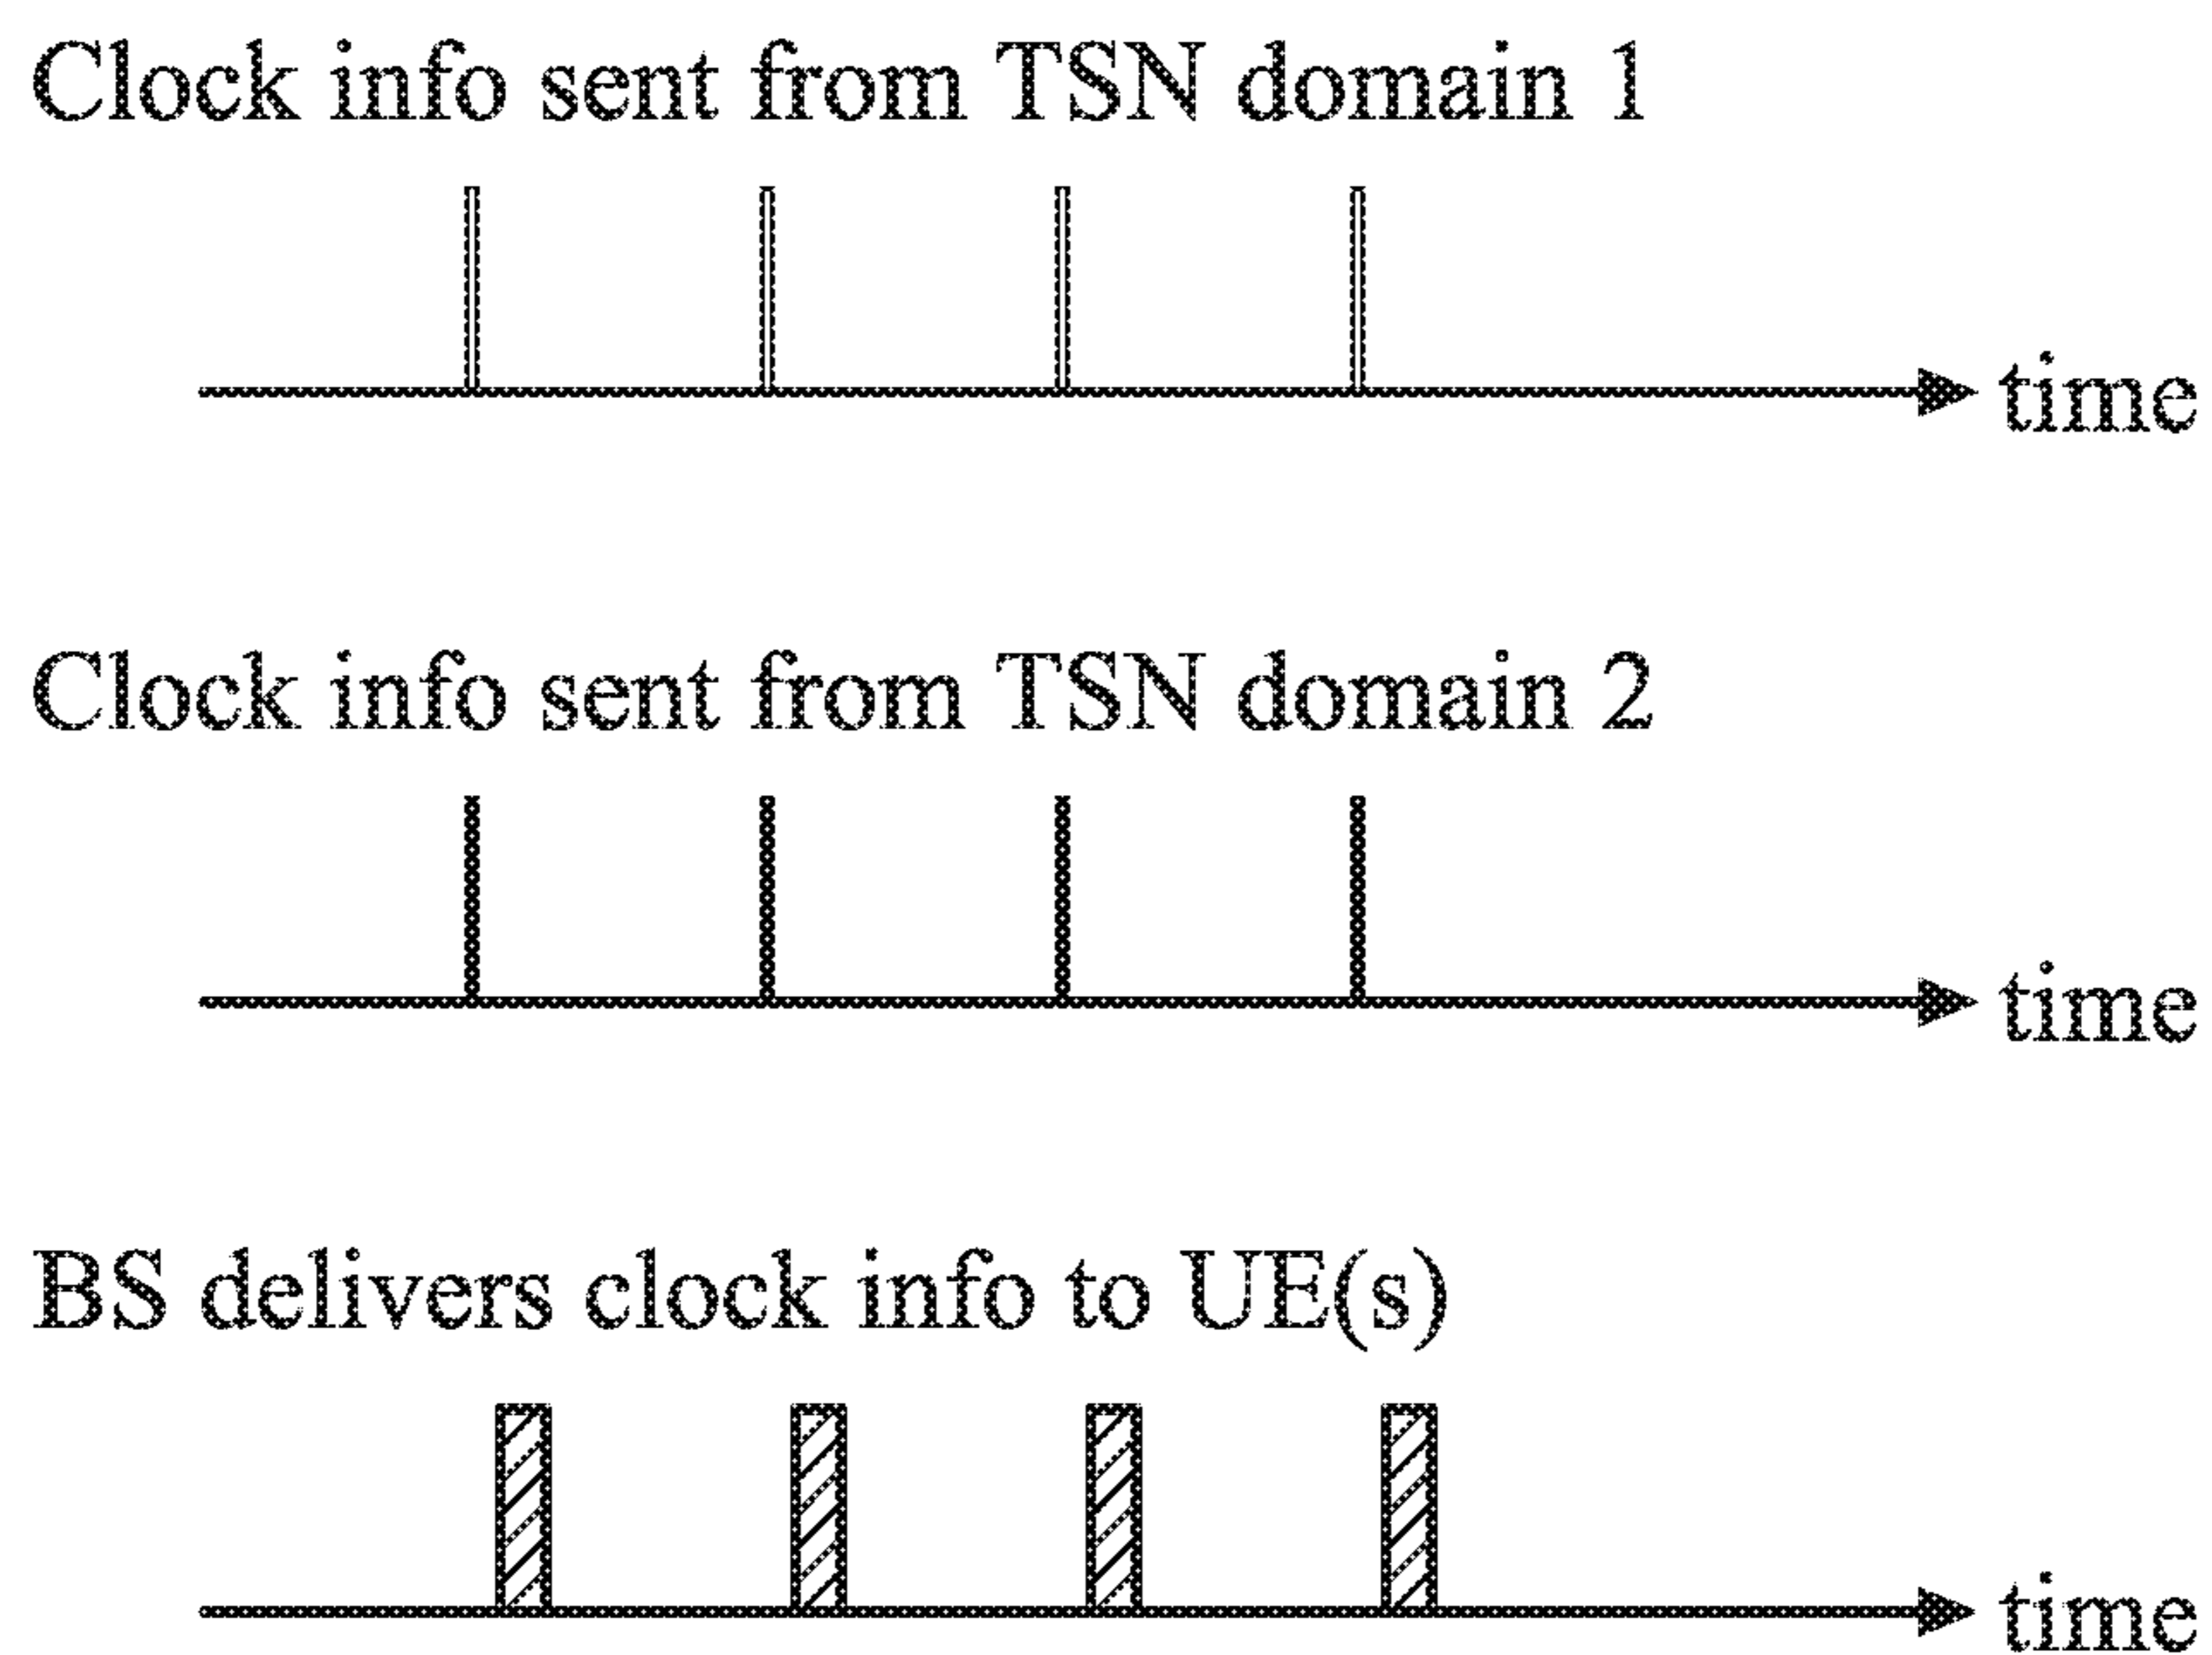 Clock info sent from TSN domain 1
time
Clock info sent from TSN domain 2
time
BS delivers clock info to UE(s)
time